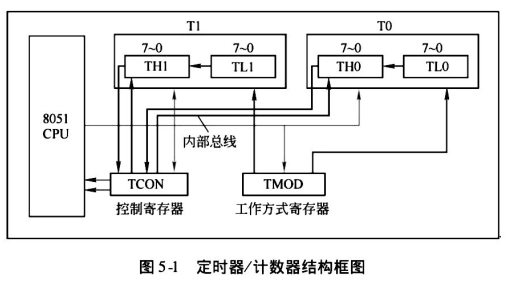 T1
T0
7~0 7~0
7~0 7~0
TH1 TL1
TH0 TL0
8051
CPU
内部总线
TCON
TMOD
控制寄存器
工作方式寄存器
图 5-1 定时器/计数器结构框图